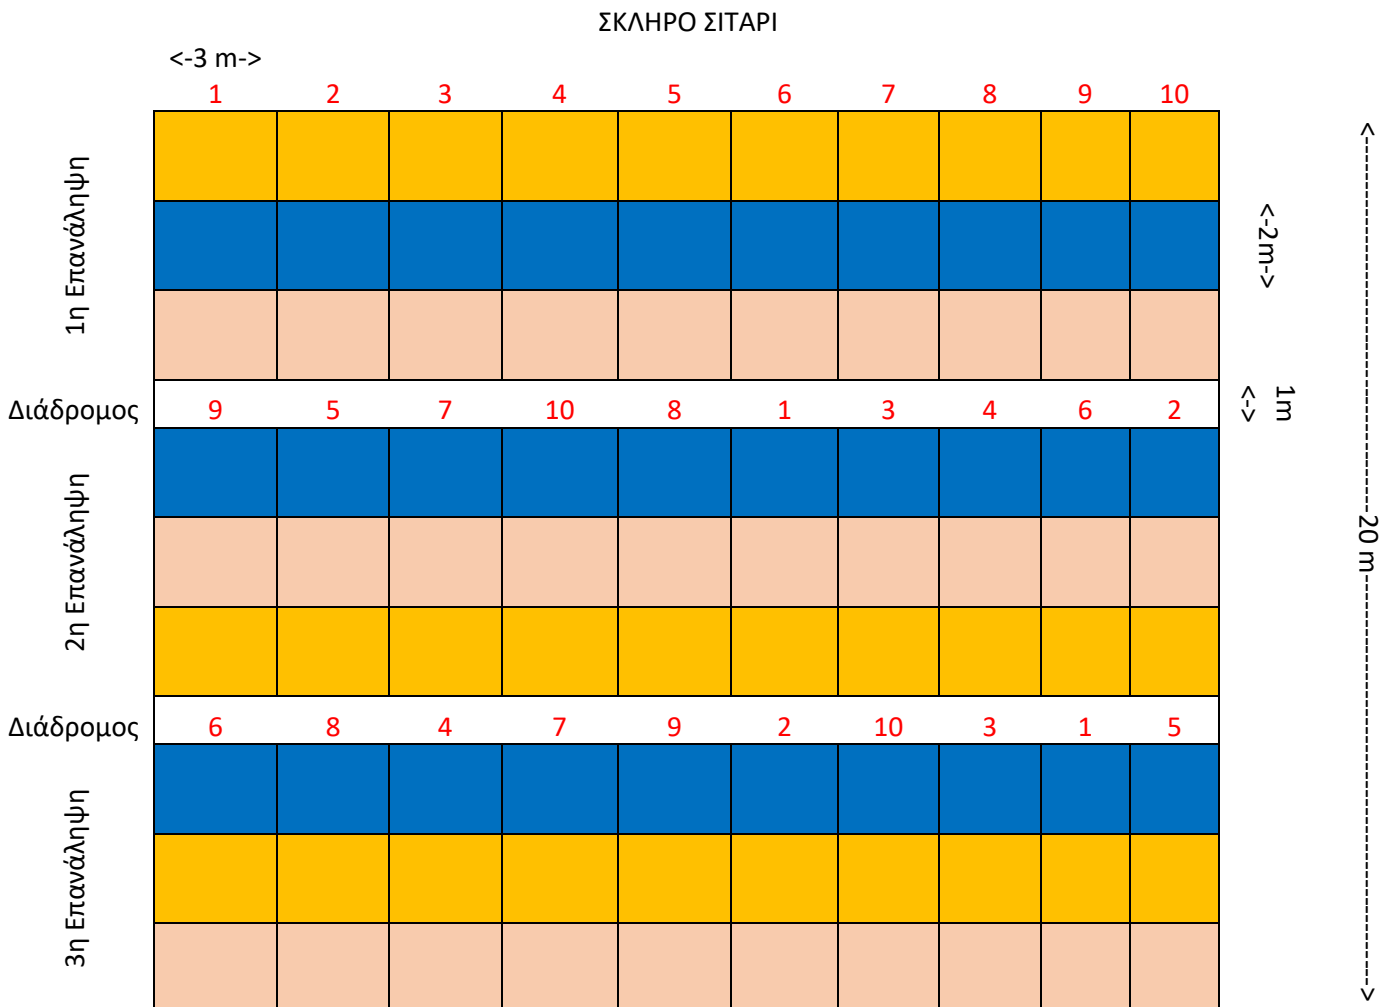 ΣΚΛΗΡΟ ΣΙΤΑΡΙ
<-3 m->
1 2 3 4 5 6 7 8 9 10
1η Επανάληψη
<-2m->
Διάδρομος 9 5 7 10 8 1 3 4 6 2
<-> 1m
2η Επανάληψη
<----------------------------------20 m----------------------------------->
Διάδρομος 6 8 4 7 9 2 10 3 1 5
3η Επανάληψη